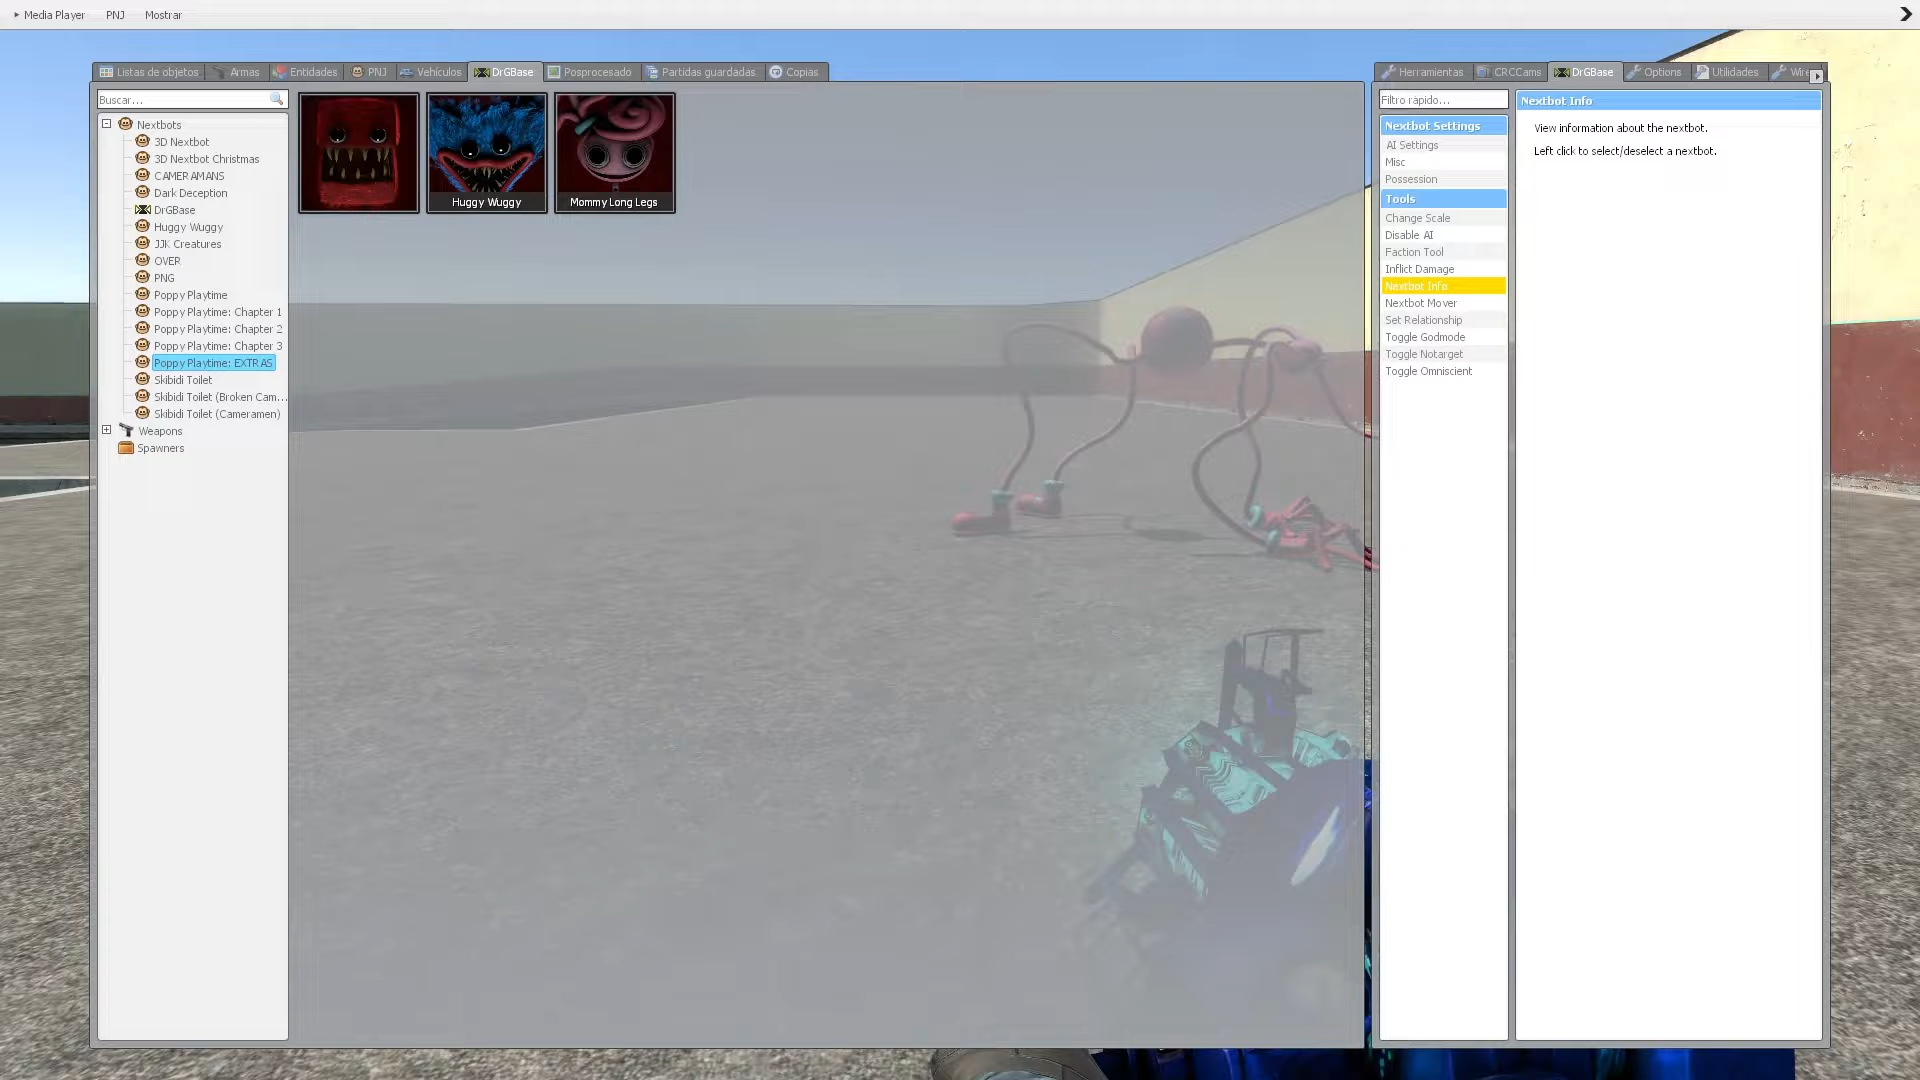 Media Player PNJ Mostrar
Listas de objetos Armas Entidades PNJ Vehículos DrGBase Posprocesado Partidas guardadas Copias
Buscar...
Nextbots
3D Nextbot
3D Nextbot Christmas
CAMERAMANS
Dark Deception
DrGBase
Huggy Wuggy
JJK Creatures
OVER
PNG
Poppy Playtime
Poppy Playtime: Chapter 1
Poppy Playtime: Chapter 2
Poppy Playtime: Chapter 3
Poppy Playtime: EXTRAS
Skibidi Toilet
Skibidi Toilet (Broken Cam...
Skibidi Toilet (Cameramen)
Weapons
Spawners
Huggy Wuggy
Mommy Long Legs
Herramientas CRCCams DrGBase Options Utilidades Wire
Filtro rápido...
Nextbot Settings
AI Settings
Misc
Possession
Tools
Change Scale
Disable AI
Faction Tool
Inflict Damage
Nextbot Info
Nextbot Mover
Set Relationship
Toggle Godmode
Toggle Notarget
Toggle Omniscient
Nextbot Info
View information about the nextbot.
Left click to select/deselect a nextbot.